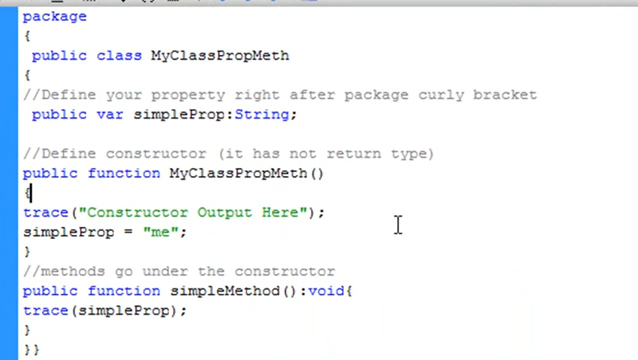 package
{
public class MyClassPropMeth
{
//Define your property right after package curly bracket
public var simpleProp:String;
//Define constructor (it has not return type)
public function MyClassPropMeth()
{
trace("Constructor Output Here");
simpleProp = "me";
}
//methods go under the constructor
public function simpleMethod():void{
trace(simpleProp);
}
}}